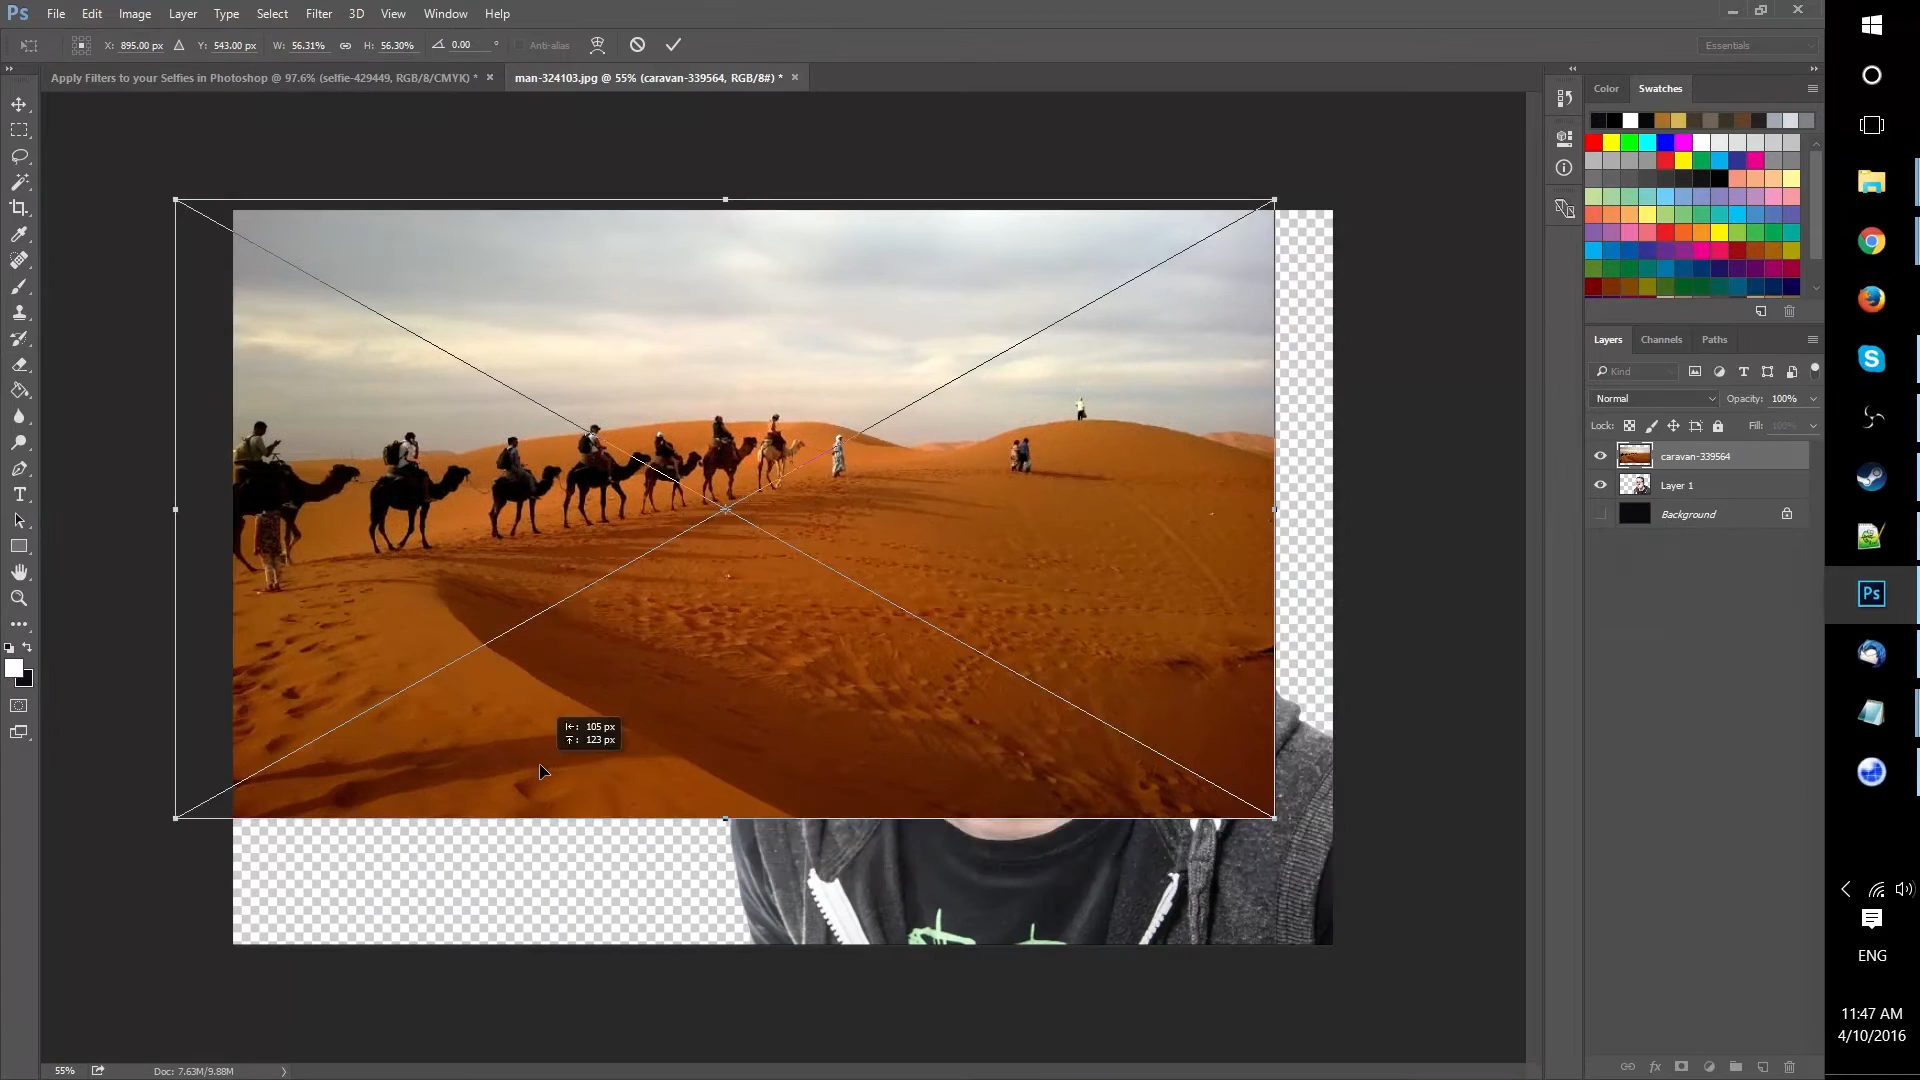 Ps File Edit Image Layer Type Select Filter 3D View Window Help
X: 895.00 px Y: 543.00 px W: 56.31% H: 56.30% 0.00 ° Anti-alias Essentials
Apply Filters to your Selfies in Photoshop @ 97.6% (selfie-429449, RGB/8/CMYK) * × man-324103.jpg @ 55% (caravan-339564, RGB/8#) * ×
Color Swatches
Layers Channels Paths
Kind
Normal Opacity: 100%
Lock: Fill: 100%
caravan-339564
Layer 1
Background
105 px
123 px
Ps
ENG
11:47 AM
4/10/2016
55% Doc: 7.63M/9.88M
fx